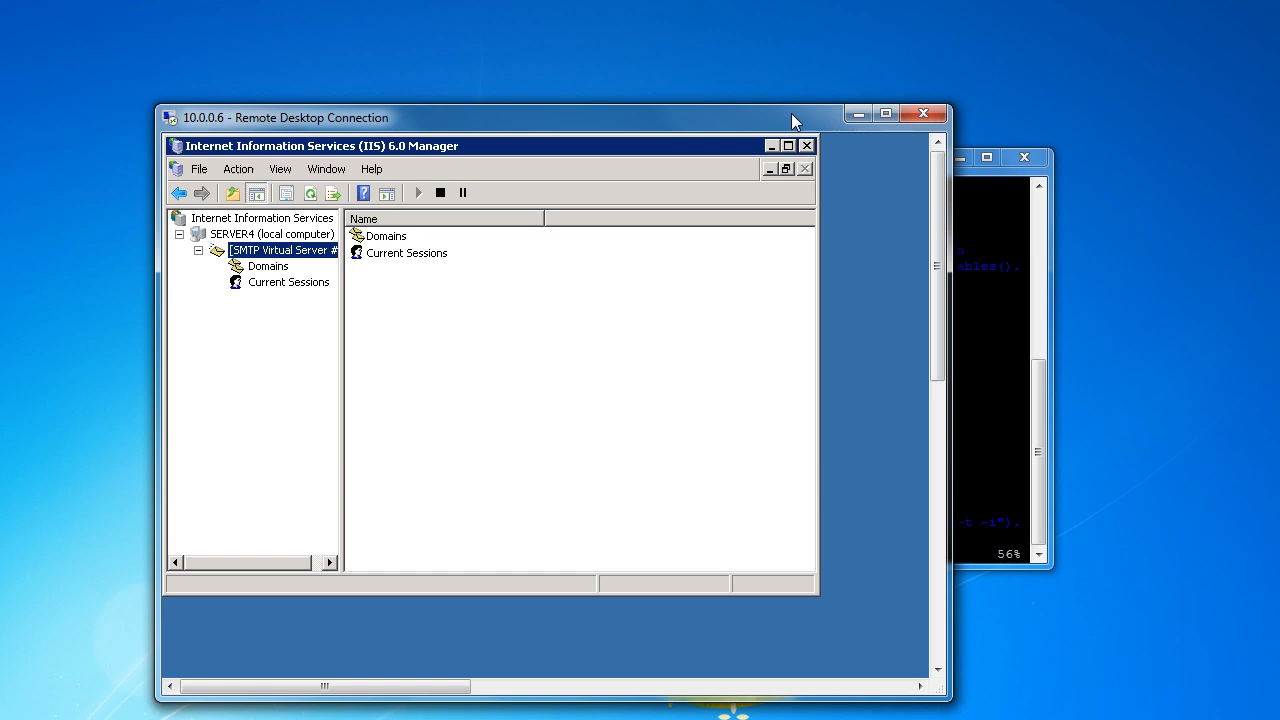 10.0.0.6 - Remote Desktop Connection
Internet Information Services (IIS) 6.0 Manager
File Action View Window Help
Internet Information Services
SERVER4 (local computer)
[SMTP Virtual Server #
Domains
Current Sessions
Name
Domains
Current Sessions
ables().
-t -i").
56%